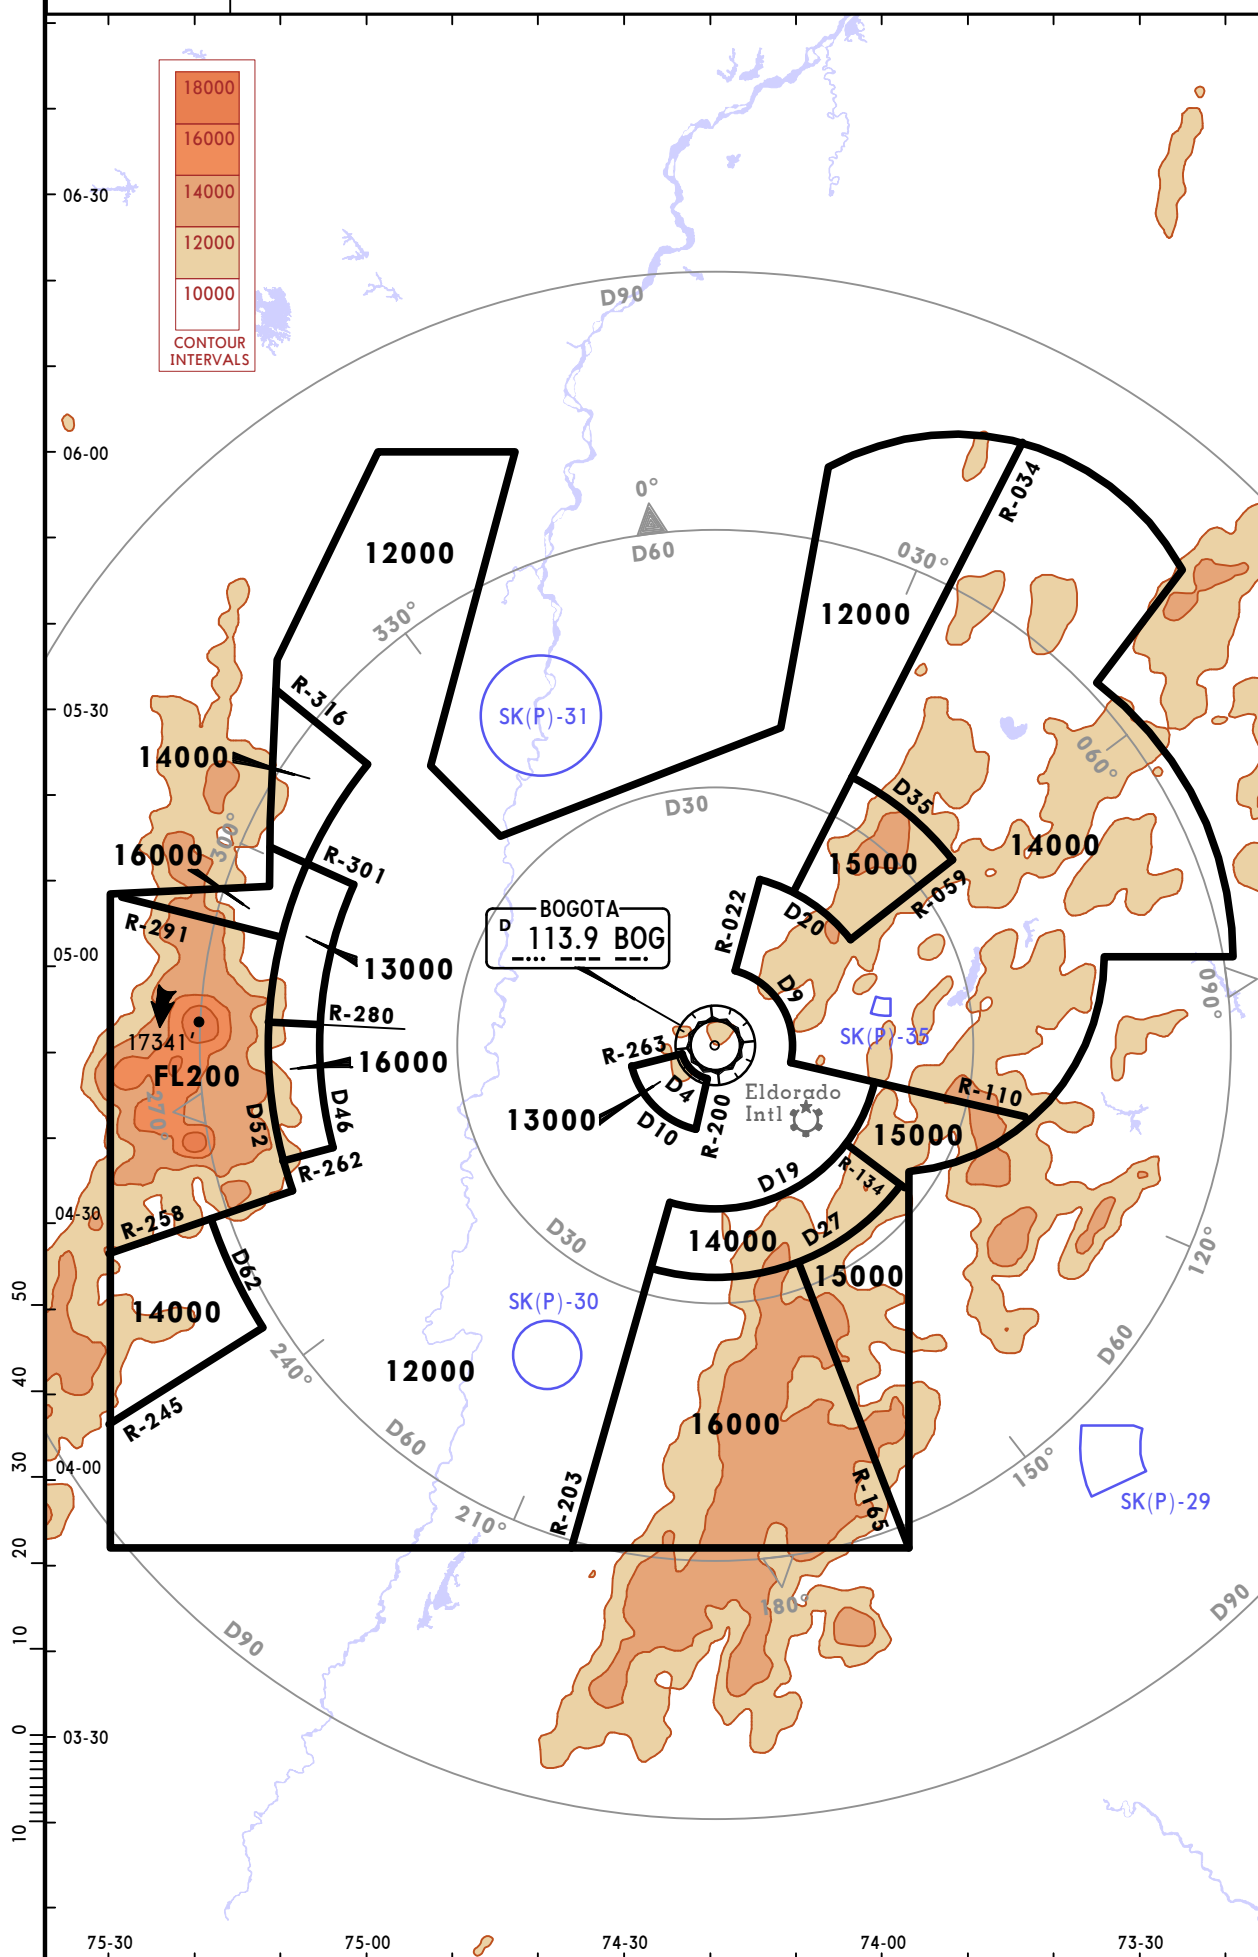 18000
16000
14000
12000
10000
CONTOUR
INTERVALS
06-30
D90
06-00
0°
D60
12000
R-034
030°
12000
330°
05-30
R-316
SK(P)-31
14000
060°
D30
D35
300°
16000
R-301
15000
14000
R-059
R-022
D20
R-291
BOGOTA
D 113.9 BOG
05-00
13000
D9
090°
R-280
SK(P)-35
17341'
R-263
16000
FL200
270°
D4
Eldorado
Intl
R-110
D52
D46
13000
D10
R-200
15000
R-262
D19
R-134
04-30
R-258
D27
14000
D30
120°
D62
15000
50
14000
SK(P)-30
240°
12000
D60
40
16000
R-245
D60
04-00
30
150°
R-203
R-165
210°
SK(P)-29
20
180°
D90
D90
10
0
03-30
10
75-30
75-00
74-30
74-00
73-30